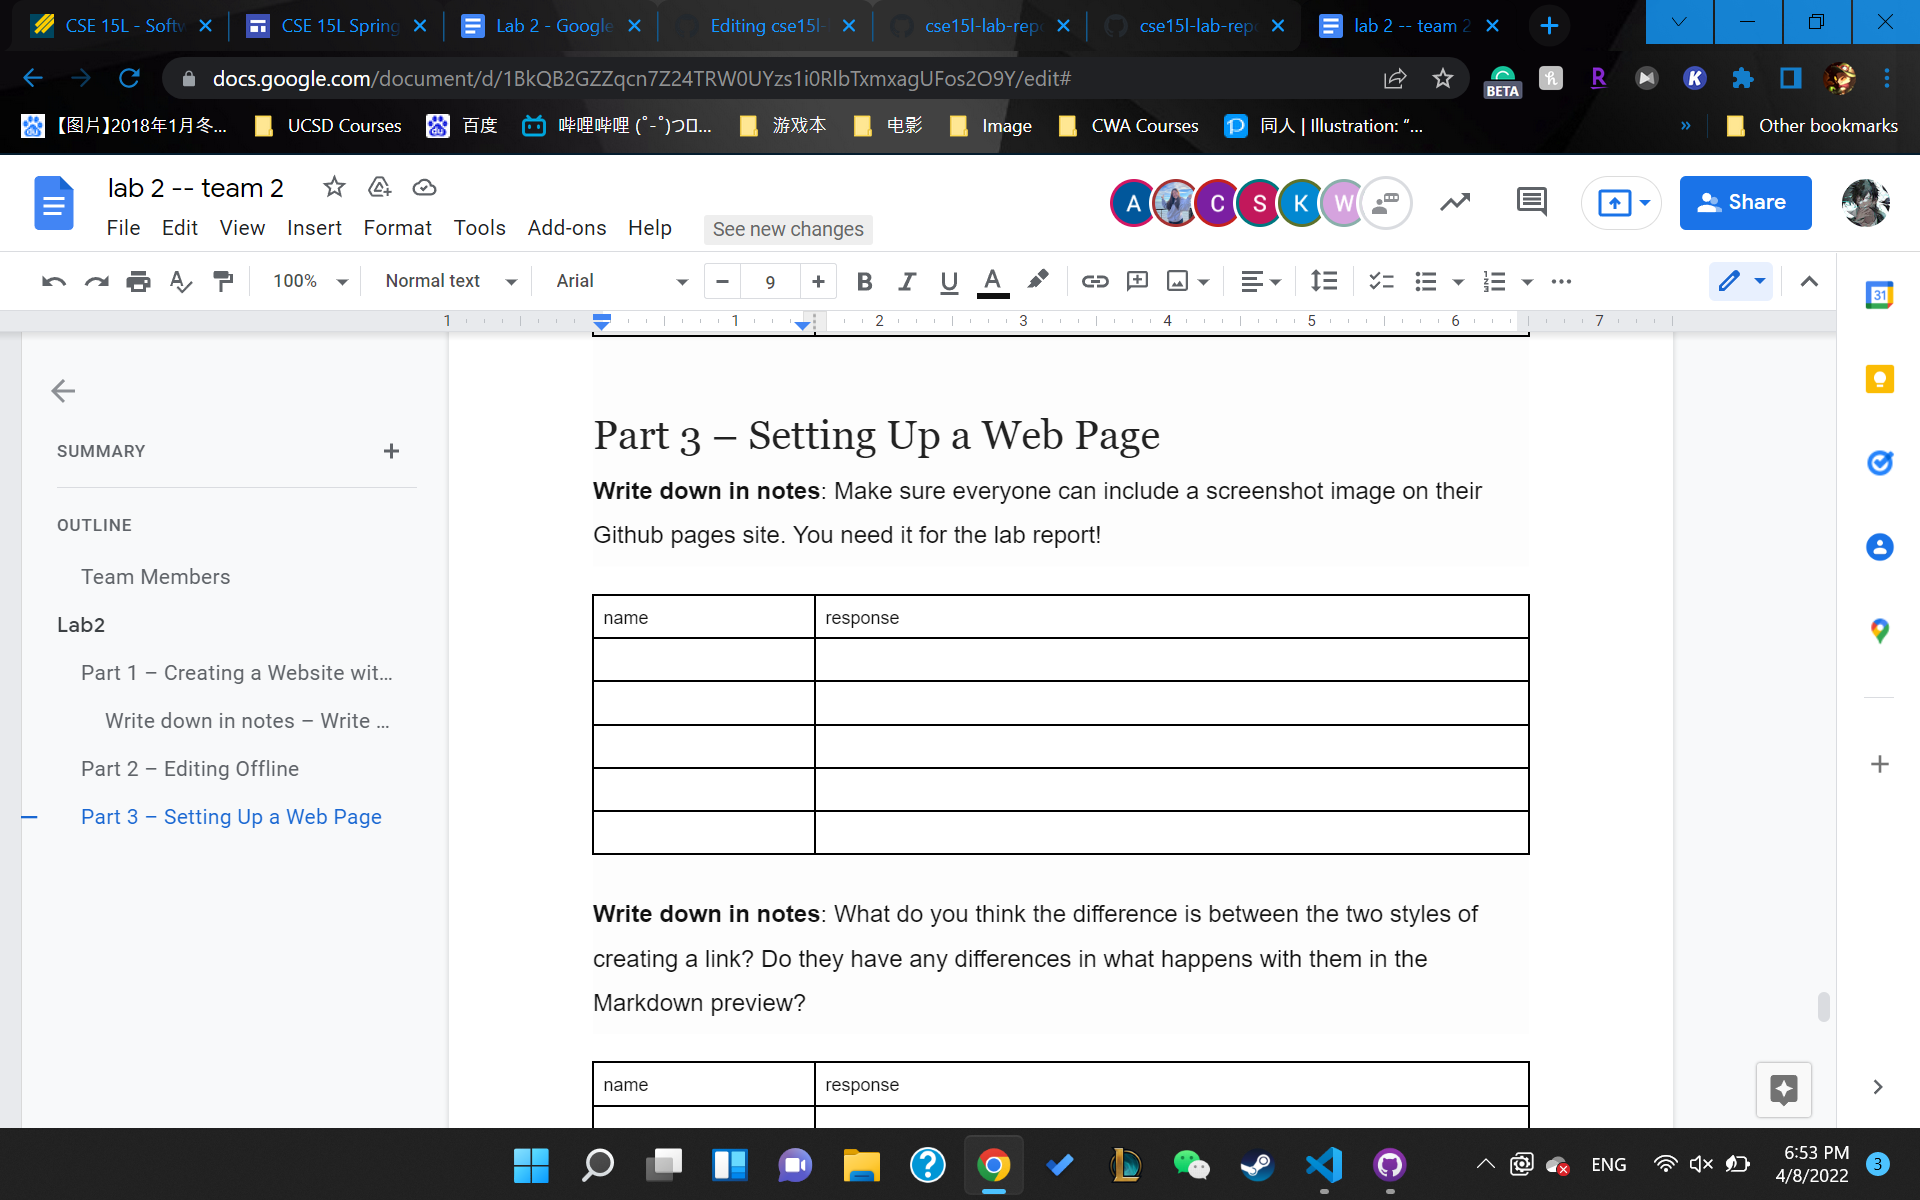 CSE 15L - Softw
CSE 15L Spring
Lab 2 - Google
Editing cse15l-
cse15l-lab-repo
cse15l-lab-repo
lab 2 -- team 2
docs.google.com/document/d/1BkQB2GZZqcn7Z24TRW0UYzs1i0RlbTxmxagUFos2O9Y/edit#
BETA
【图片】2018年1月冬...
UCSD Courses
百度
哔哩哔哩 (゜-゜)つロ...
游戏本
电影
Image
CWA Courses
同人 | Illustration: “...
»
Other bookmarks
lab 2 -- team 2
A
C
S
K
W
Share
File Edit View Insert Format Tools Add-ons Help
See new changes
100%
Normal text
Arial
9
B I U A
31
1 1 2 3 4 5 6 7
SUMMARY
OUTLINE
Team Members
Lab2
Part 1 – Creating a Website wit...
Write down in notes – Write ...
Part 2 – Editing Offline
Part 3 – Setting Up a Web Page
Part 3 – Setting Up a Web Page
Write down in notes: Make sure everyone can include a screenshot image on their
Github pages site. You need it for the lab report!
name response
Write down in notes: What do you think the difference is between the two styles of
creating a link? Do they have any differences in what happens with them in the
Markdown preview?
name response
ENG
6:53 PM
4/8/2022
3